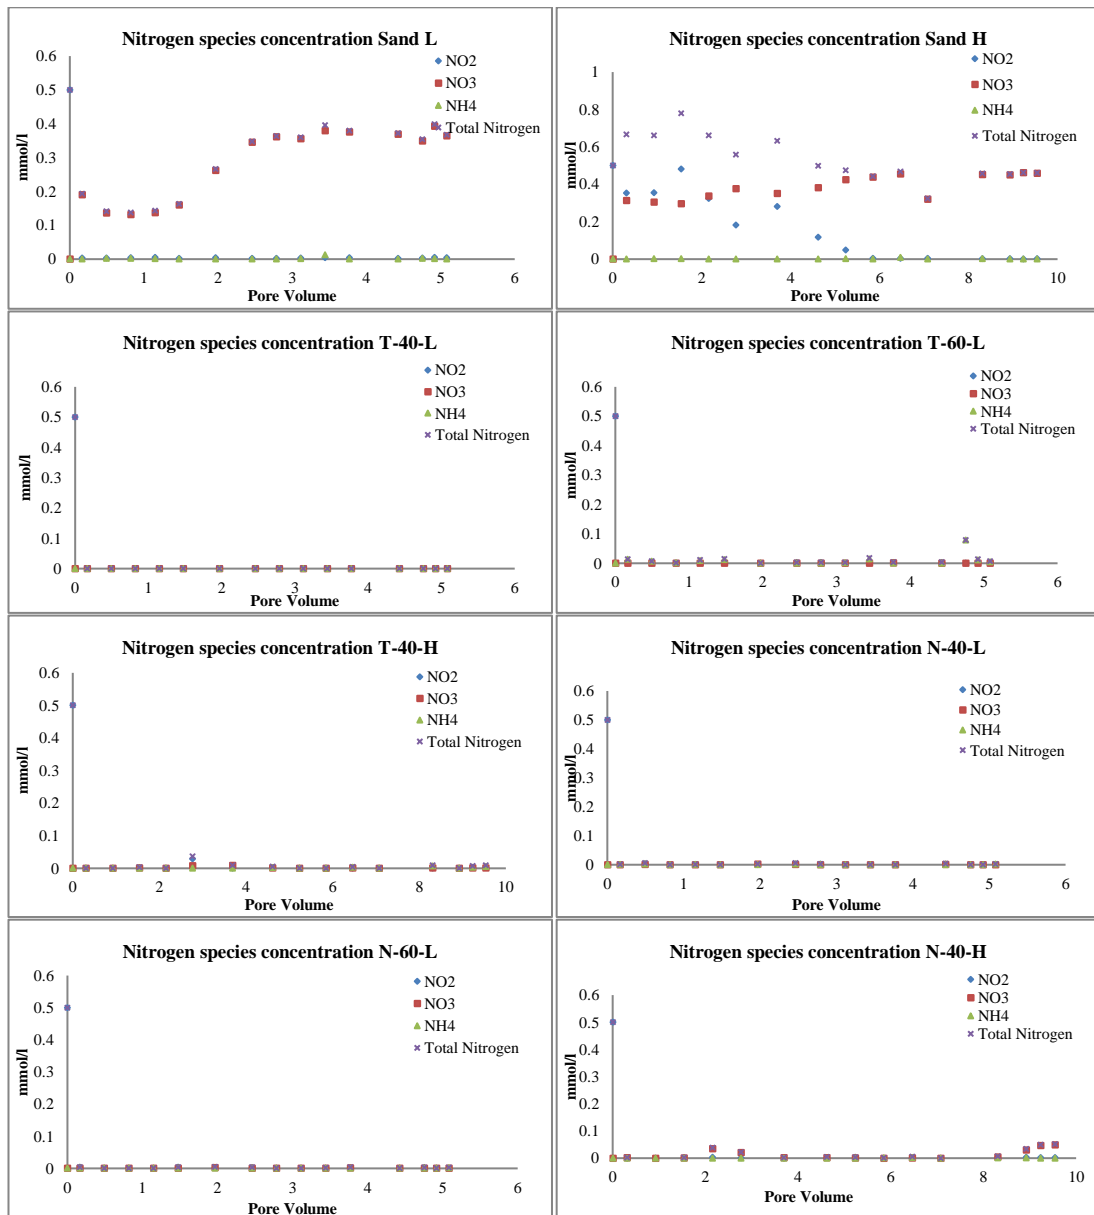 Nitrogen species concentration Sand L
0.6
0.5
0.4
0.3
0.2
0.1
0
mmol/l
0 1 2 3 4 5 6
Pore Volume
NO2
NO3
NH4
Total Nitrogen
Nitrogen species concentration Sand H
1
0.8
0.6
0.4
0.2
0
mmol/l
0 2 4 6 8 10
Pore Volume
NO2
NO3
NH4
Total Nitrogen
Nitrogen species concentration T-40-L
0.6
0.5
0.4
0.3
0.2
0.1
0
mmol/l
0 1 2 3 4 5 6
Pore Volume
NO2
NO3
NH4
Total Nitrogen
Nitrogen species concentration T-60-L
0.6
0.5
0.4
0.3
0.2
0.1
0
mmol/l
0 1 2 3 4 5 6
Pore Volume
NO2
NO3
NH4
Total Nitrogen
Nitrogen species concentration T-40-H
0.6
0.5
0.4
0.3
0.2
0.1
0
mmol/l
0 2 4 6 8 10
Pore Volume
NO2
NO3
NH4
Total Nitrogen
Nitrogen species concentration N-40-L
0.6
0.5
0.4
0.3
0.2
0.1
0
mmol/l
0 1 2 3 4 5 6
Pore Volume
NO2
NO3
NH4
Total Nitrogen
Nitrogen species concentration N-60-L
0.6
0.5
0.4
0.3
0.2
0.1
0
mmol/l
0 1 2 3 4 5 6
Pore Volume
NO2
NO3
NH4
Total Nitrogen
Nitrogen species concentration N-40-H
0.6
0.5
0.4
0.3
0.2
0.1
0
mmol/l
0 2 4 6 8 10
Pore Volume
NO2
NO3
NH4
Total Nitrogen